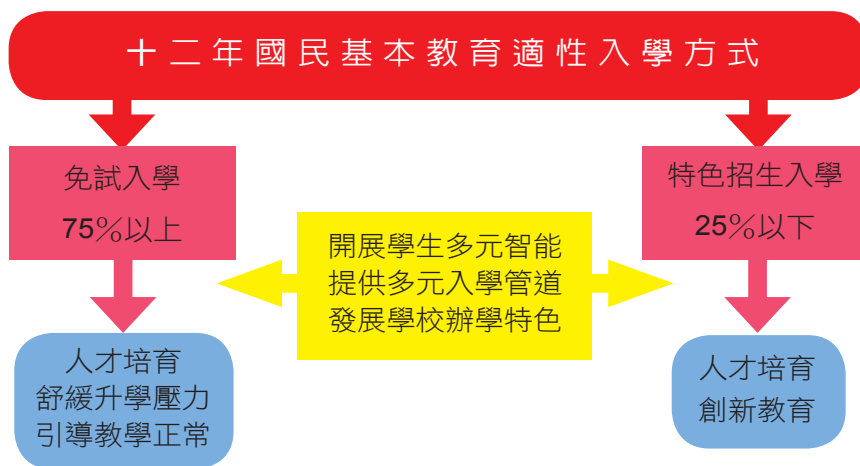 十二年國民基本教育適性入學方式
免試入學
75%以上
特色招生入學
25%以下
開展學生多元智能
提供多元入學管道
發展學校辦學特色
人才培育
舒緩升學壓力
引導教學正常
人才培育
創新教育